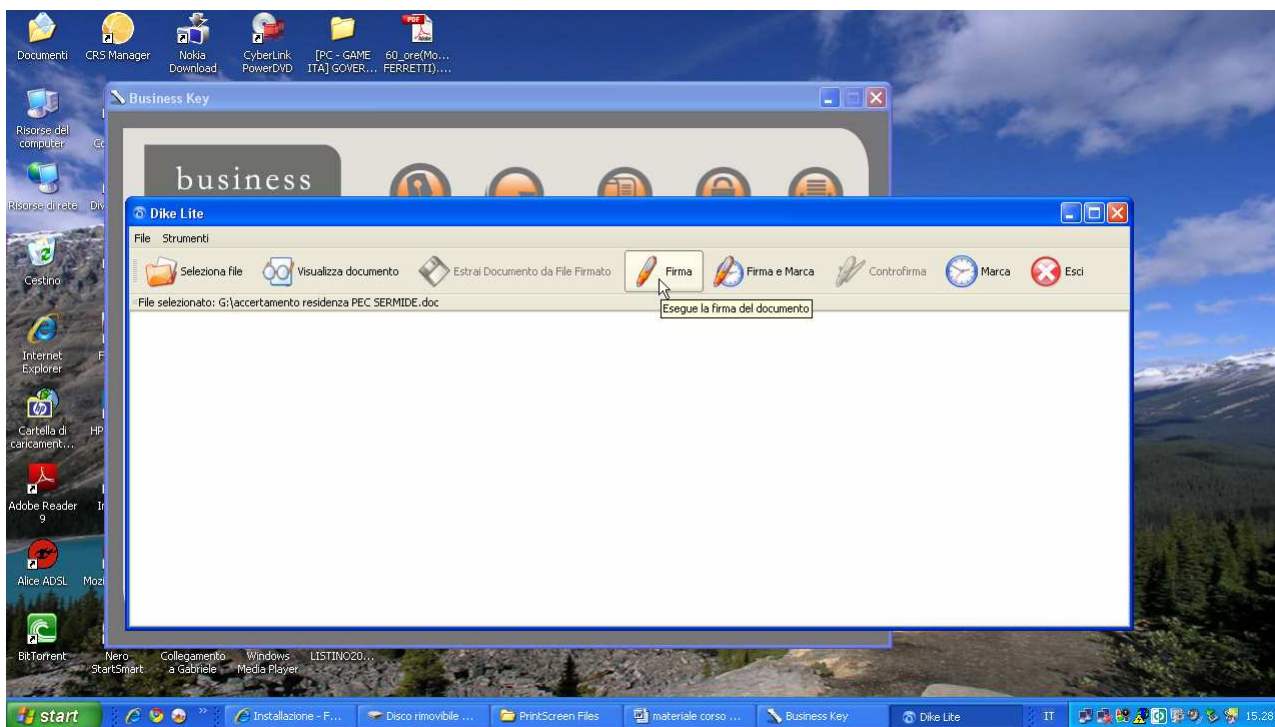 Documenti
CRS Manager
Nokia
Download
CyberLink
PowerDVD
[PC - GAME
ITA] GOVER...
60_ore(Mo...
FERRETTI)....
Business Key
Risorse del
computer
business
Risorse di rete
Dike Lite
File Strumenti
Seleziona file
Visualizza documento
Estrai Documento da File Firmato
Firma
Firma e Marca
Controfirma
Marca
Esci
File selezionato: G:\accertamento residenza PEC SERMIDE.doc
Esegue la firma del documento
Cestino
Internet
Explorer
Cartella di
caricament...
HP
Adobe Reader
9
Alice ADSL
BitTorrent
Nero
StartSmart
Collegamento
a Gabriele
Windows
Media Player
LISTINO20...
start
Installazione - F...
Disco rimovibile ...
PrintScreen Files
materiale corso ...
Business Key
Dike Lite
IT
15.28